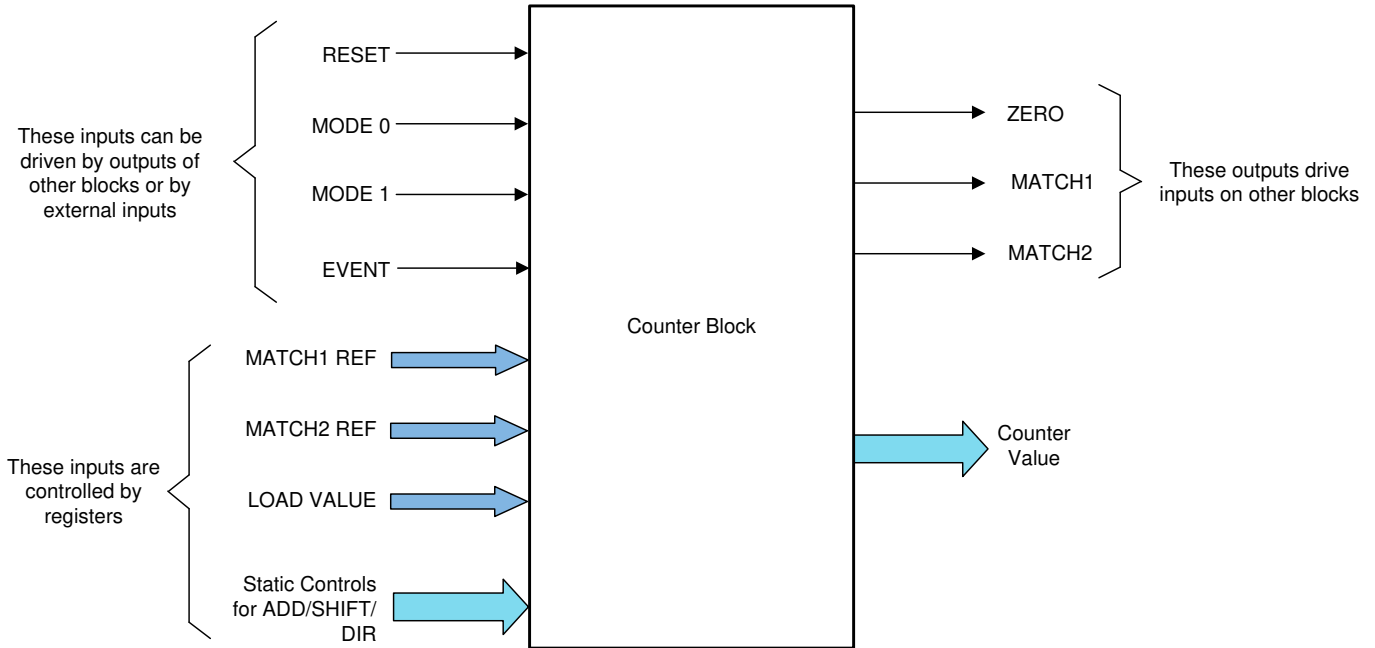 These inputs can be
driven by outputs of
other blocks or by
external inputs
RESET
MODE 0
MODE 1
EVENT
These inputs are
controlled by
registers
MATCH1 REF
MATCH2 REF
LOAD VALUE
Static Controls
for ADD/SHIFT/
DIR
Counter Block
ZERO
MATCH1
MATCH2
These outputs drive
inputs on other blocks
Counter
Value